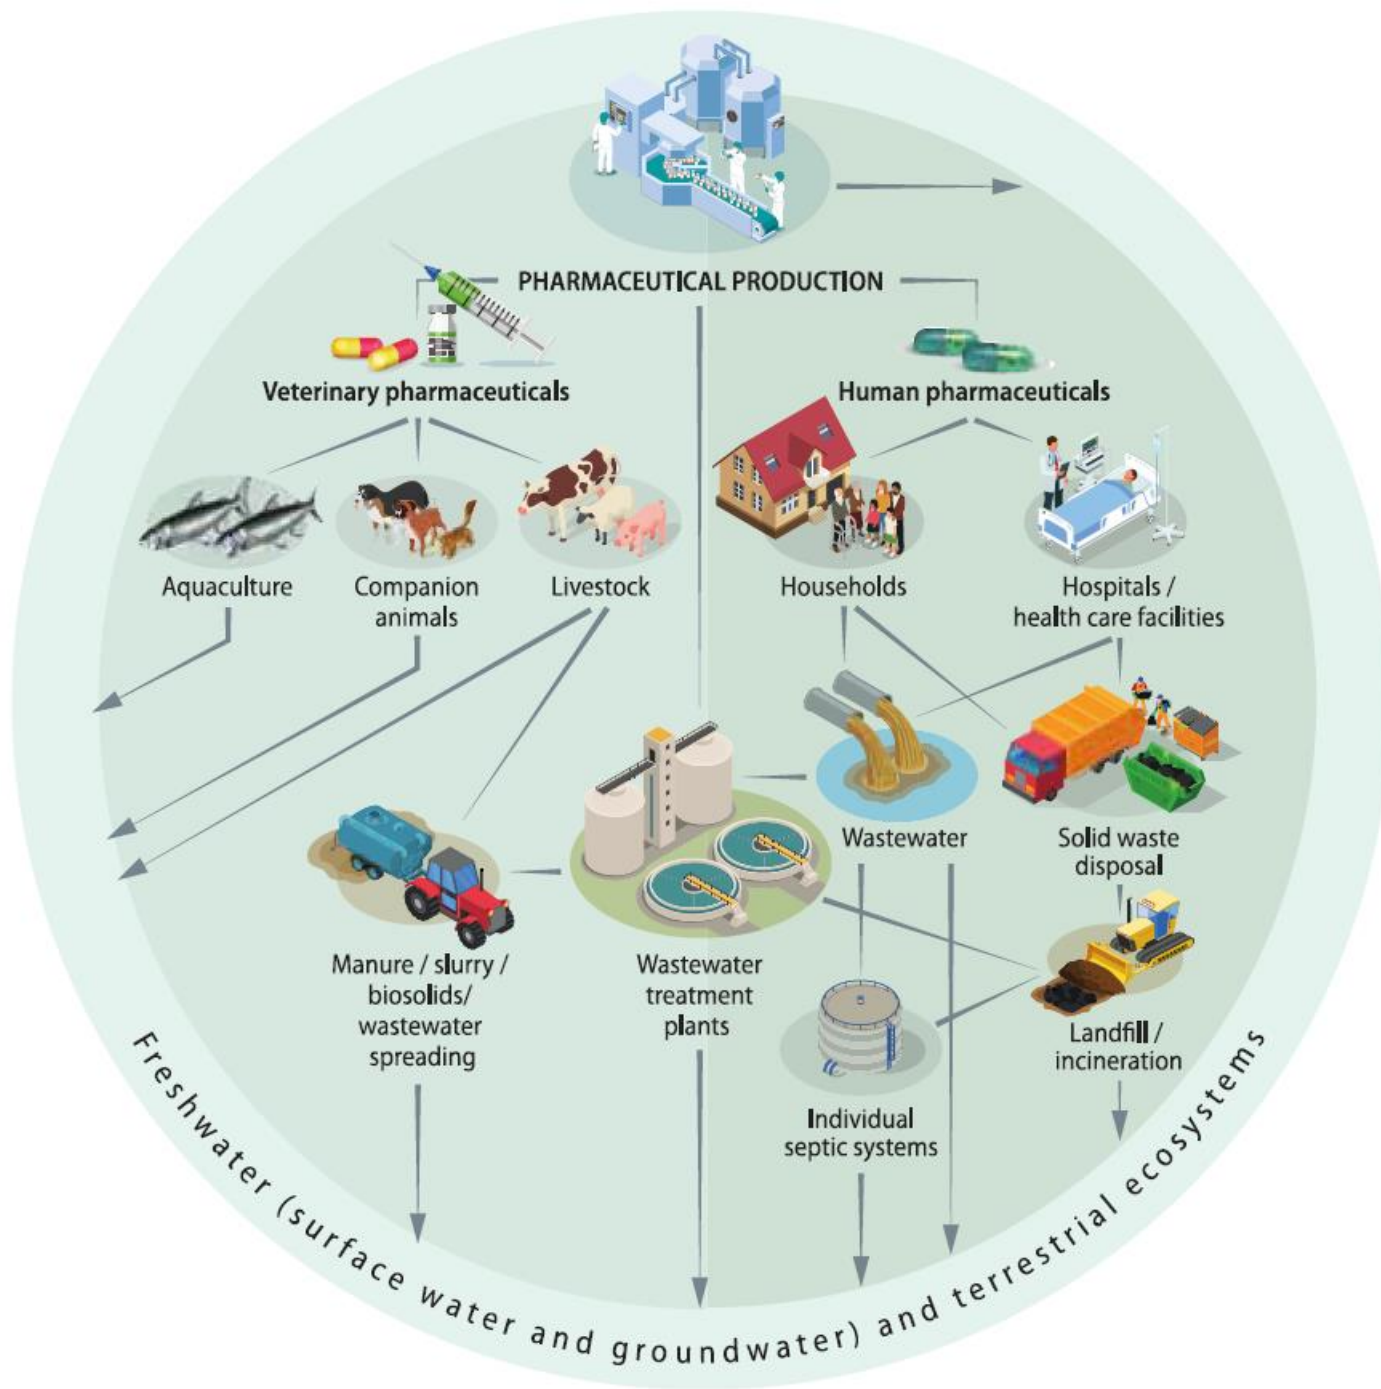 PHARMACEUTICAL PRODUCTION
Veterinary pharmaceuticals
Human pharmaceuticals
Aquaculture
Companion
animals
Livestock
Households
Hospitals /
health care facilities
Wastewater
Solid waste
disposal
Manure / slurry /
biosolids/
wastewater
spreading
Wastewater
treatment
plants
Landfill /
incineration
Individual
septic systems
Freshwater (surface water and groundwater) and terrestrial ecosystems